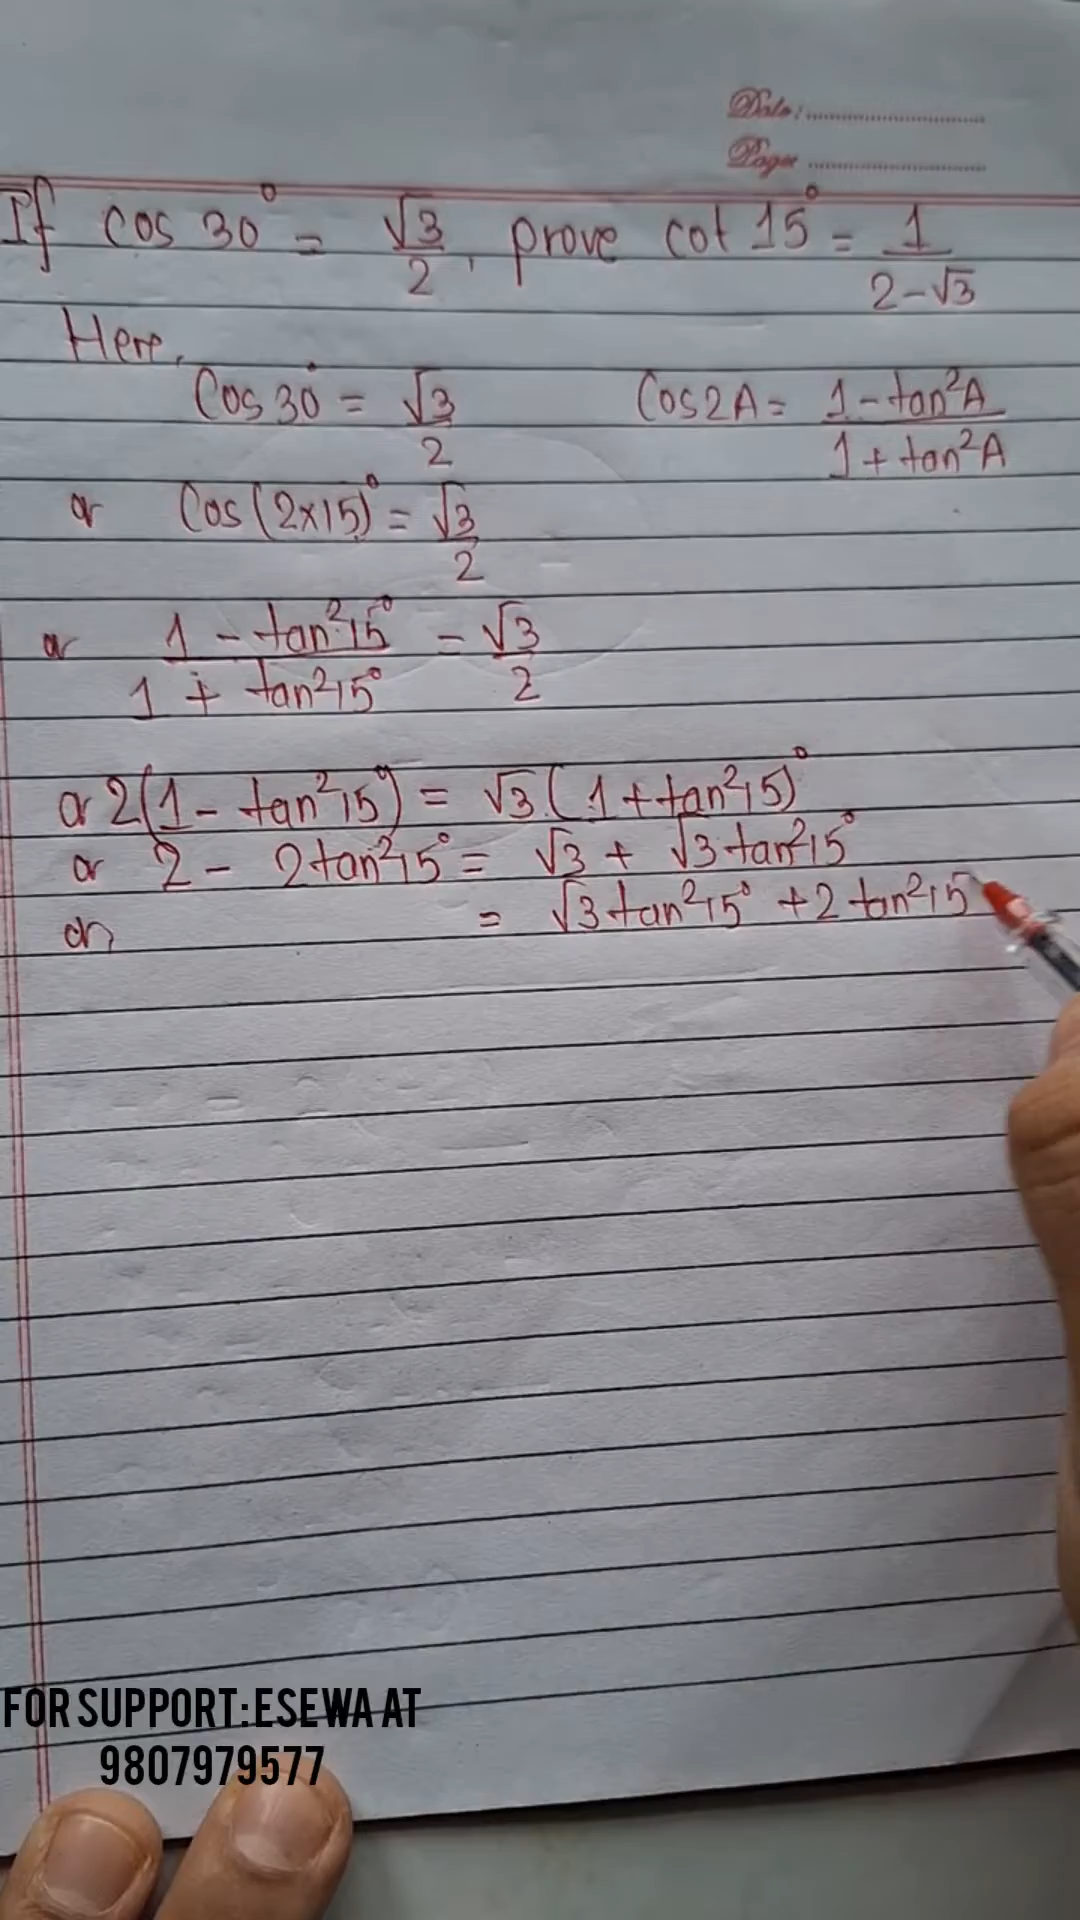 Date:
Page
If cos 30° = √3/2, prove cot 15° = 1/(2-√3)
Here,
Cos 30° = √3/2
Cos2A = (1 - tan²A)/(1 + tan²A)
or Cos(2×15)° = √3/2
or (1 - tan²15°)/(1 + tan²15°) = √3/2
or 2(1 - tan²15°) = √3(1 + tan²15)°
or 2 - 2tan²15° = √3 + √3 tan²15°
or = √3 tan²15° + 2 tan²15
FOR SUPPORT:ESEWA AT
9807979577